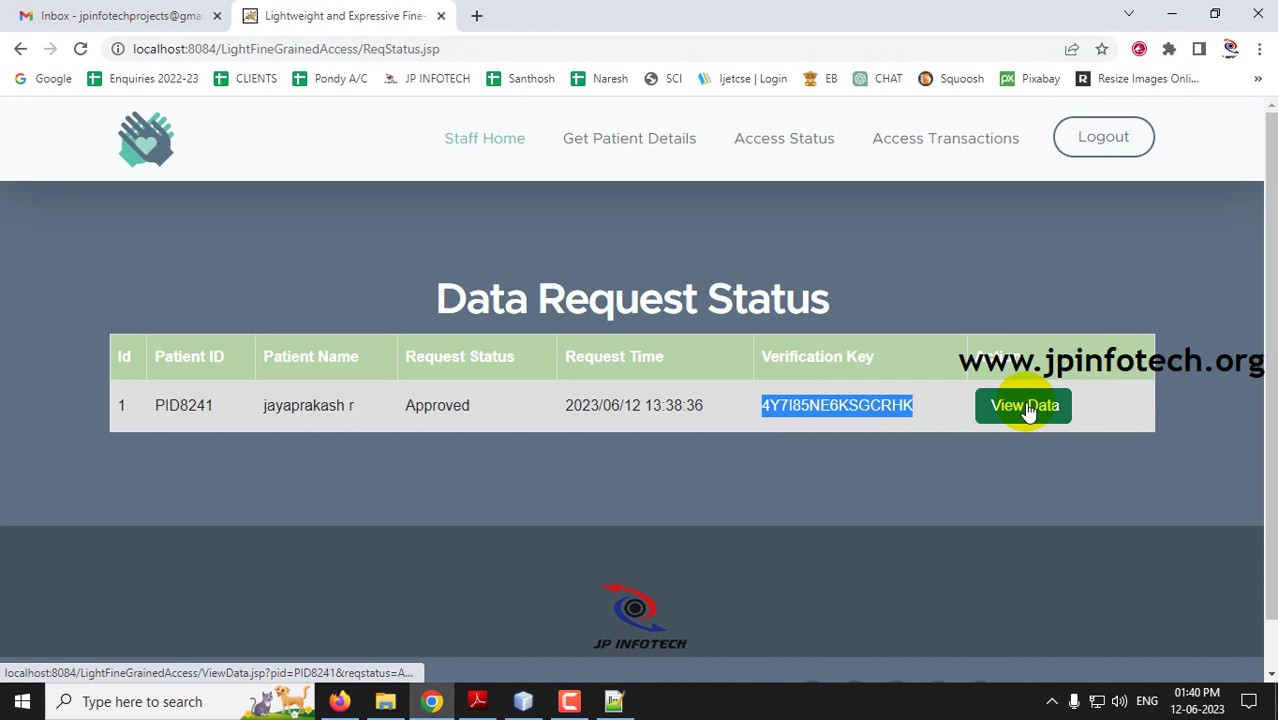 Inbox - jpinfotechprojects@gmai
Lightweight and Expressive Fine-
localhost:8084/LightFineGrainedAccess/ReqStatus.jsp
Google
Enquiries 2022-23
CLIENTS
Pondy A/C
JP INFOTECH
Santhosh
Naresh
SCI
Ijetcse | Login
EB
CHAT
Squoosh
Pixabay
Resize Images Onli...
»
Staff Home
Get Patient Details
Access Status
Access Transactions
Logout
Data Request Status
Id Patient ID Patient Name Request Status Request Time Verification Key
www.jpinfotech.org
1 PID8241 jayaprakash r Approved 2023/06/12 13:38:36 4Y7I85NE6KSGCRHK View Data
JP INFOTECH
localhost:8084/LightFineGrainedAccess/ViewData.jsp?pid=PID8241&reqstatus=A...
Type here to search
ENG
01:40 PM
12-06-2023